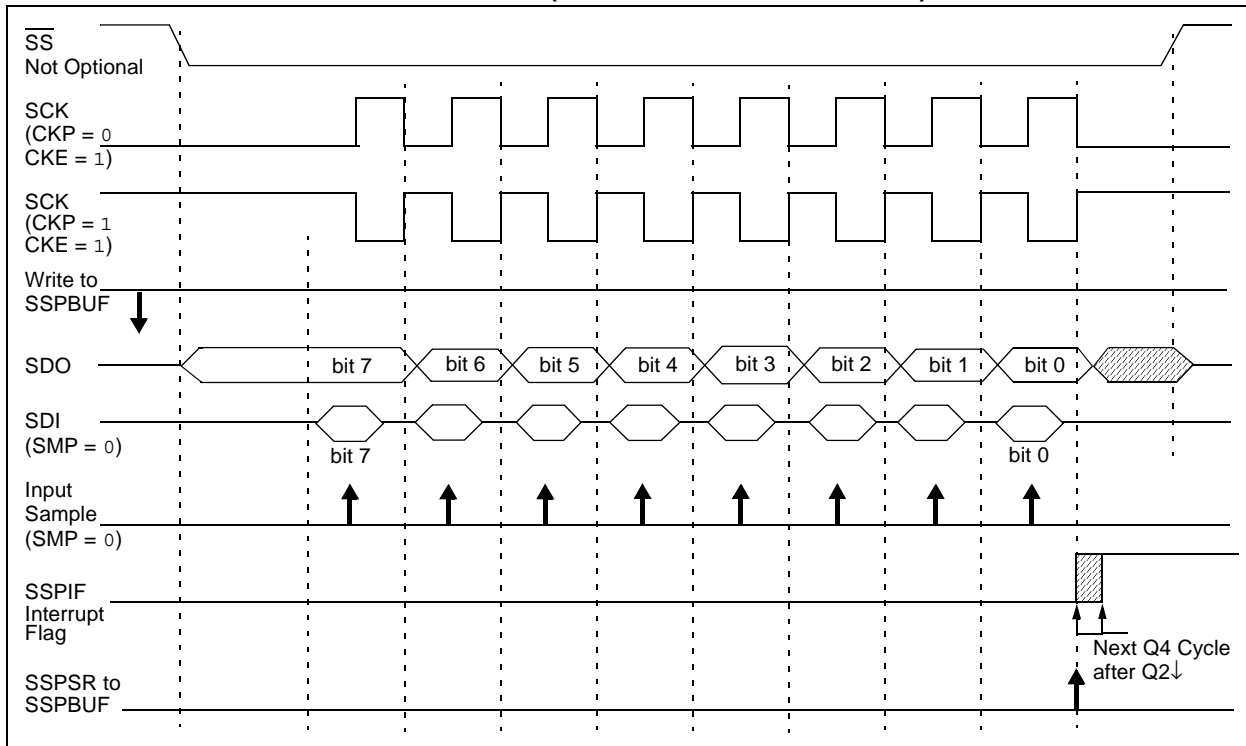 SS
Not Optional
SCK
(CKP = 0
CKE = 1)
SCK
(CKP = 1
CKE = 1)
Write to
SSPBUF
SDO
bit 7
bit 6
bit 5
bit 4
bit 3
bit 2
bit 1
bit 0
SDI
(SMP = 0)
bit 7
bit 0
Input
Sample
(SMP = 0)
SSPIF
Interrupt
Flag
Next Q4 Cycle
after Q2↓
SSPSR to
SSPBUF